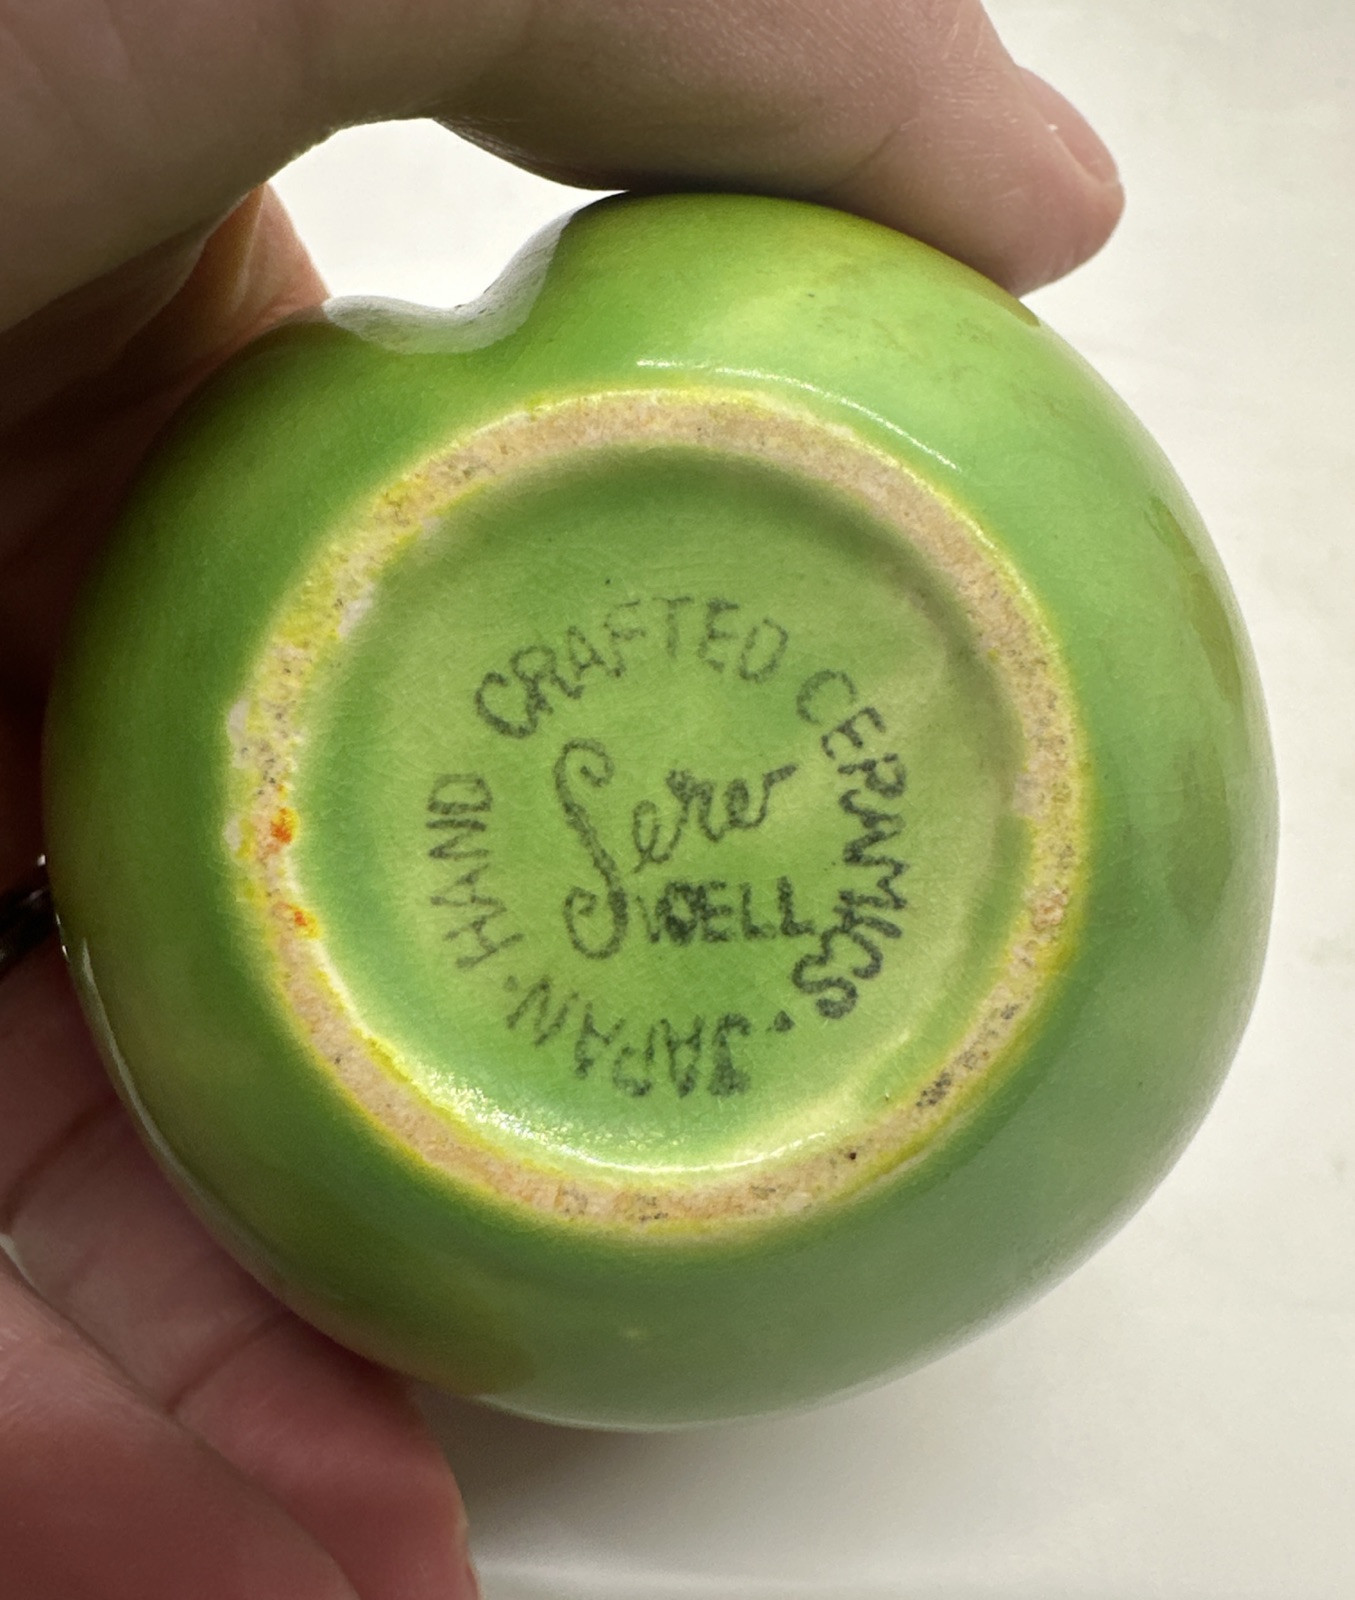 HAND CRAFTED CERAMICS · JAPAN ·
Sere
WELL